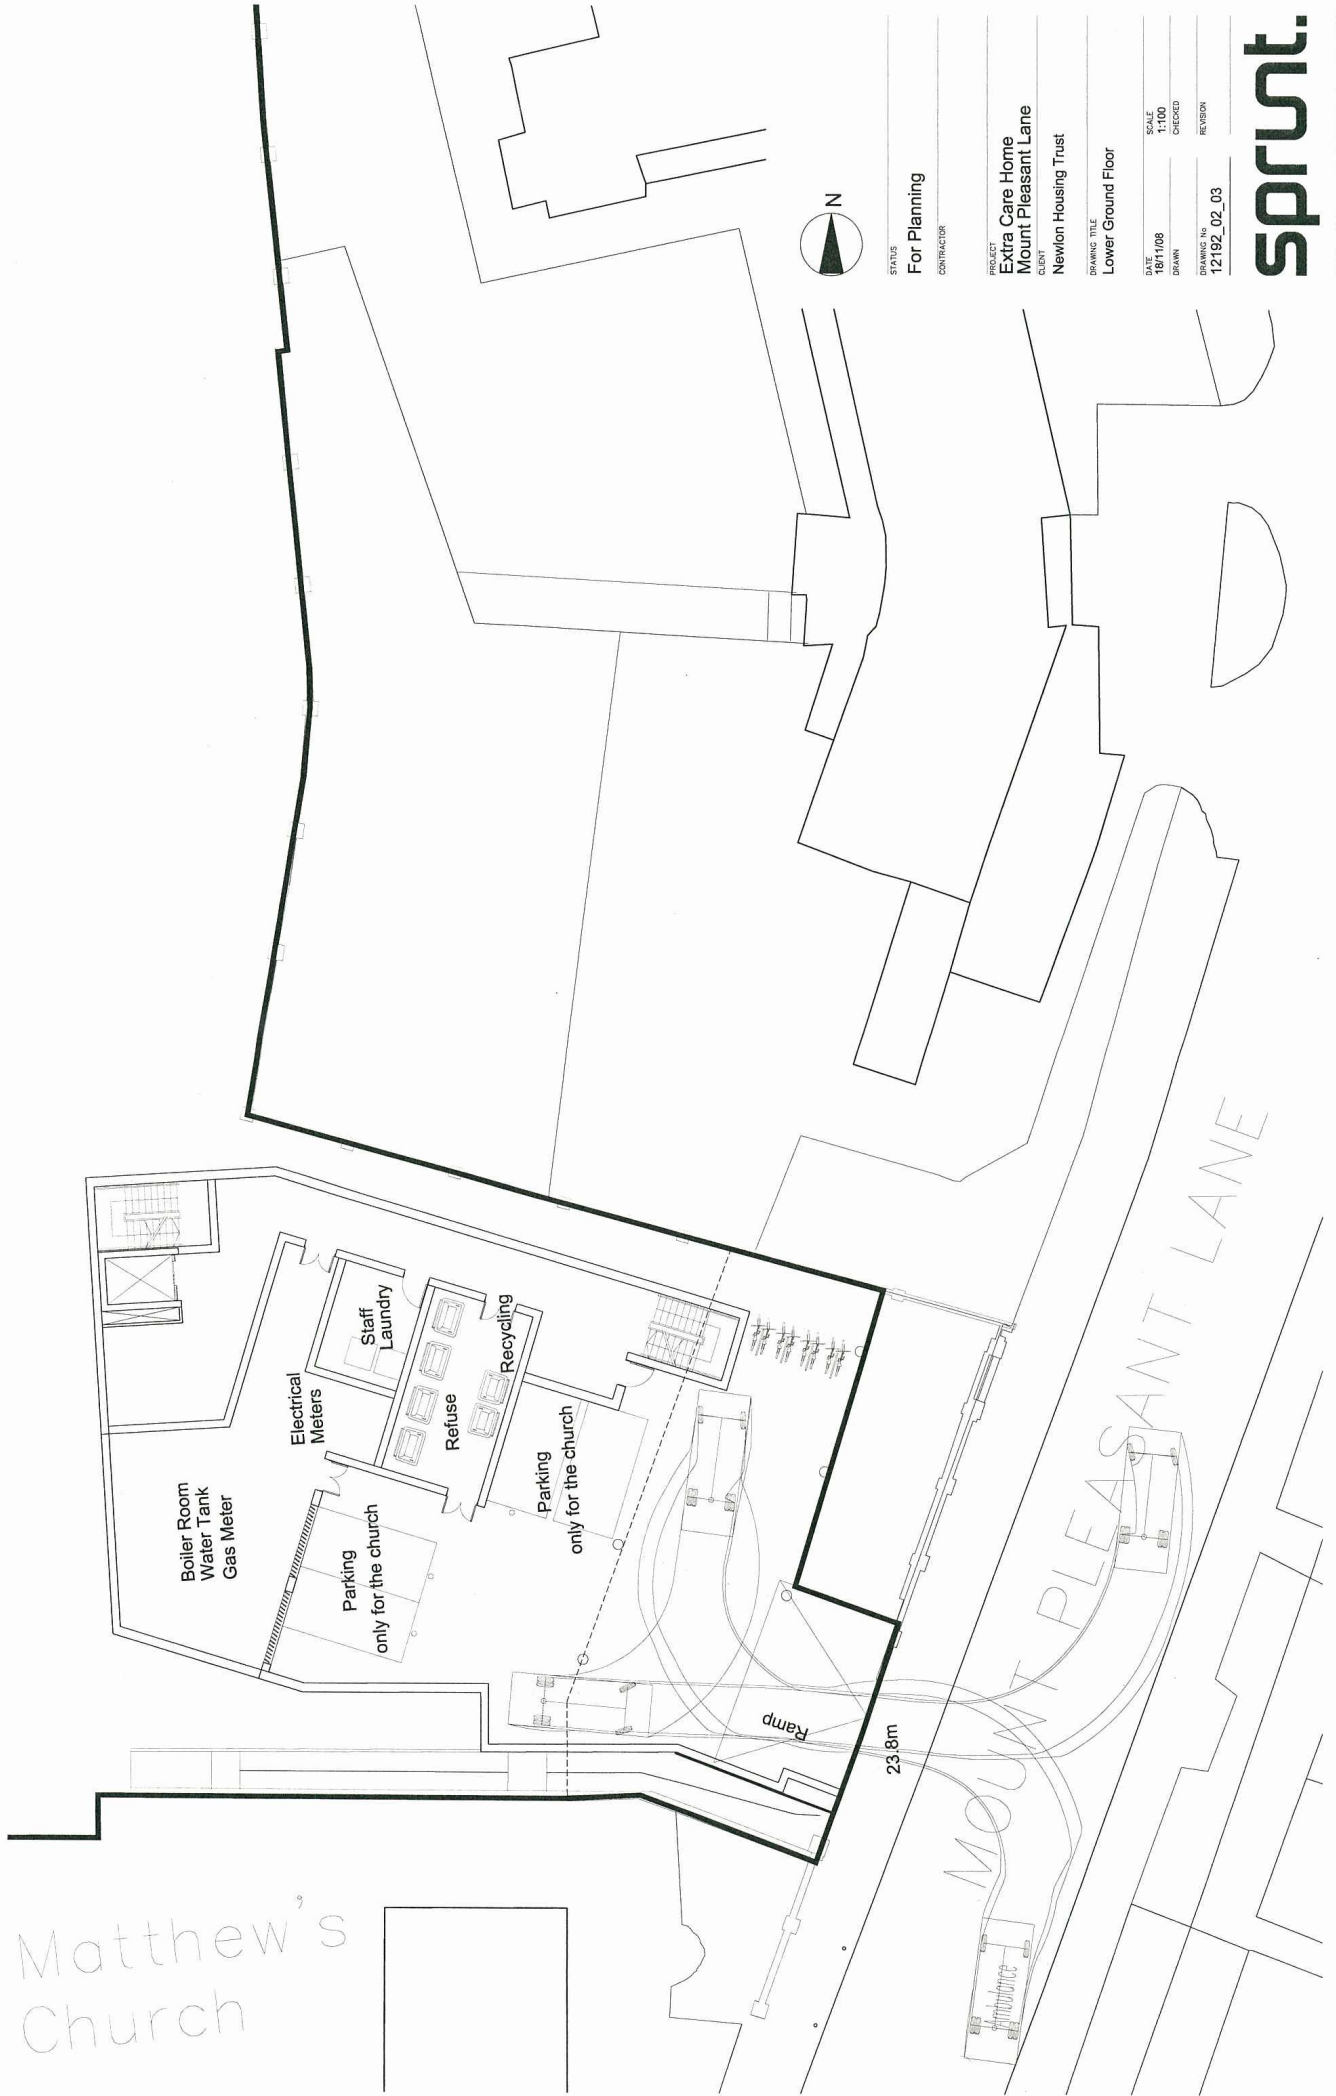 Matthew's
Church
Boiler Room
Water Tank
Gas Meter
Electrical
Meters
Staff
Laundry
Refuse
Recycling
Parking
only for the church
Parking
only for the church
Ramp
23.8m
MOUNT PLEASANT LANE
Ambulance
N
STATUS
For Planning
CONTRACTOR
PROJECT
Extra Care Home
Mount Pleasant Lane
CLIENT
Newlon Housing Trust
DRAWING TITLE
Lower Ground Floor
DATE
18/11/08
SCALE
1:100
DRAWN
CHECKED
DRAWING No
12192_02_03
REVISION
sprunt.